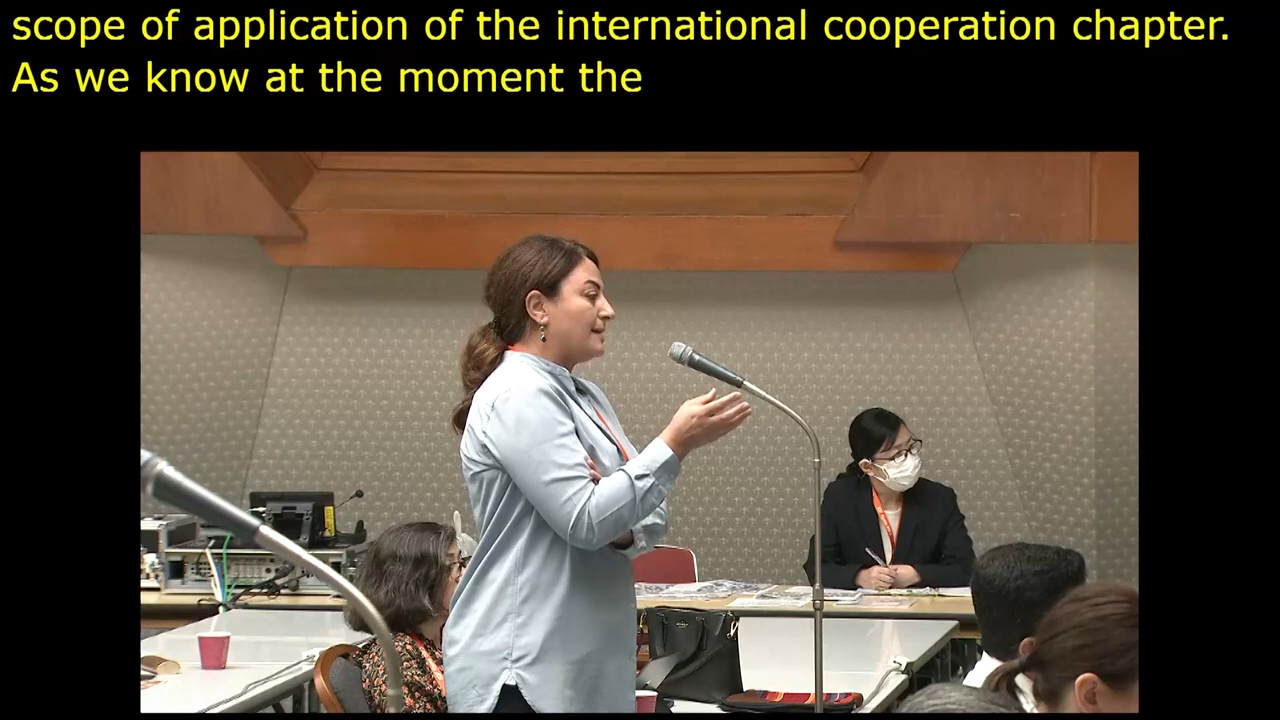 scope of application of the international cooperation chapter.
As we know at the moment the